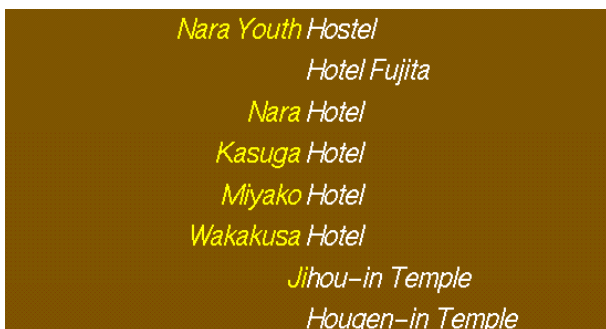 Nara Youth Hostel
Hotel Fujita
Nara Hotel
Kasuga Hotel
Miyako Hotel
Wakakusa Hotel
Jihou-in Temple
Hougen-in Temple